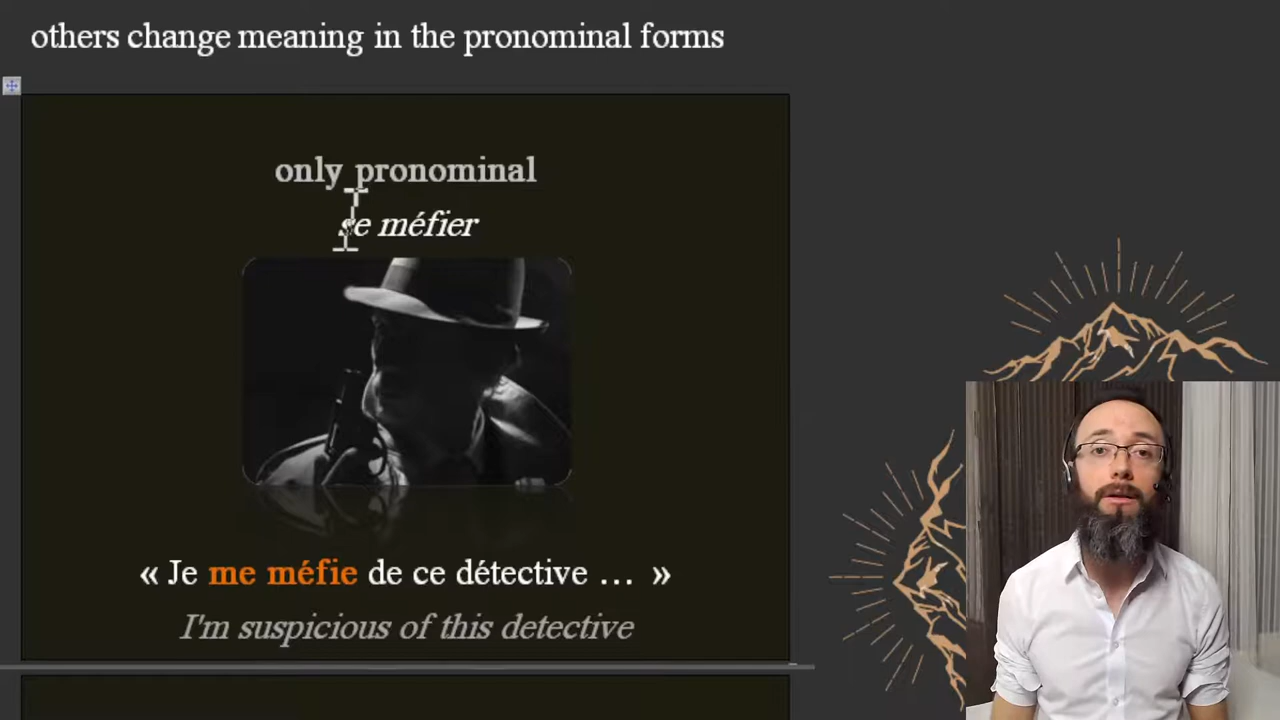 others change meaning in the pronominal forms
only pronominal
se méfier
« Je me méfie de ce détective ... »
I'm suspicious of this detective